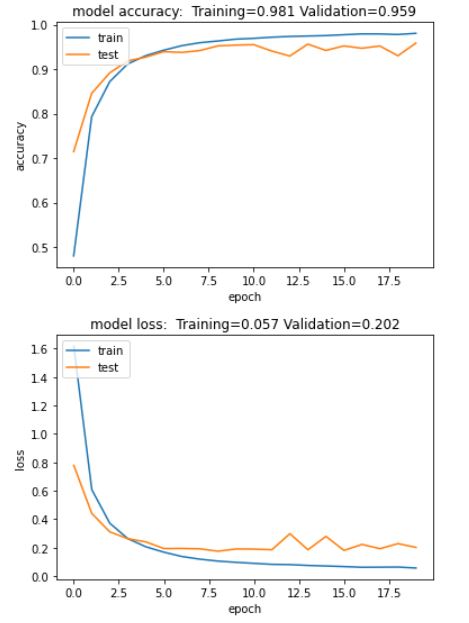 model accuracy: Training=0.981 Validation=0.959
train
test
1.0
0.9
0.8
0.7
0.6
0.5
accuracy
0.0 2.5 5.0 7.5 10.0 12.5 15.0 17.5
epoch
model loss: Training=0.057 Validation=0.202
train
test
1.6
1.4
1.2
1.0
0.8
0.6
0.4
0.2
0.0
loss
0.0 2.5 5.0 7.5 10.0 12.5 15.0 17.5
epoch